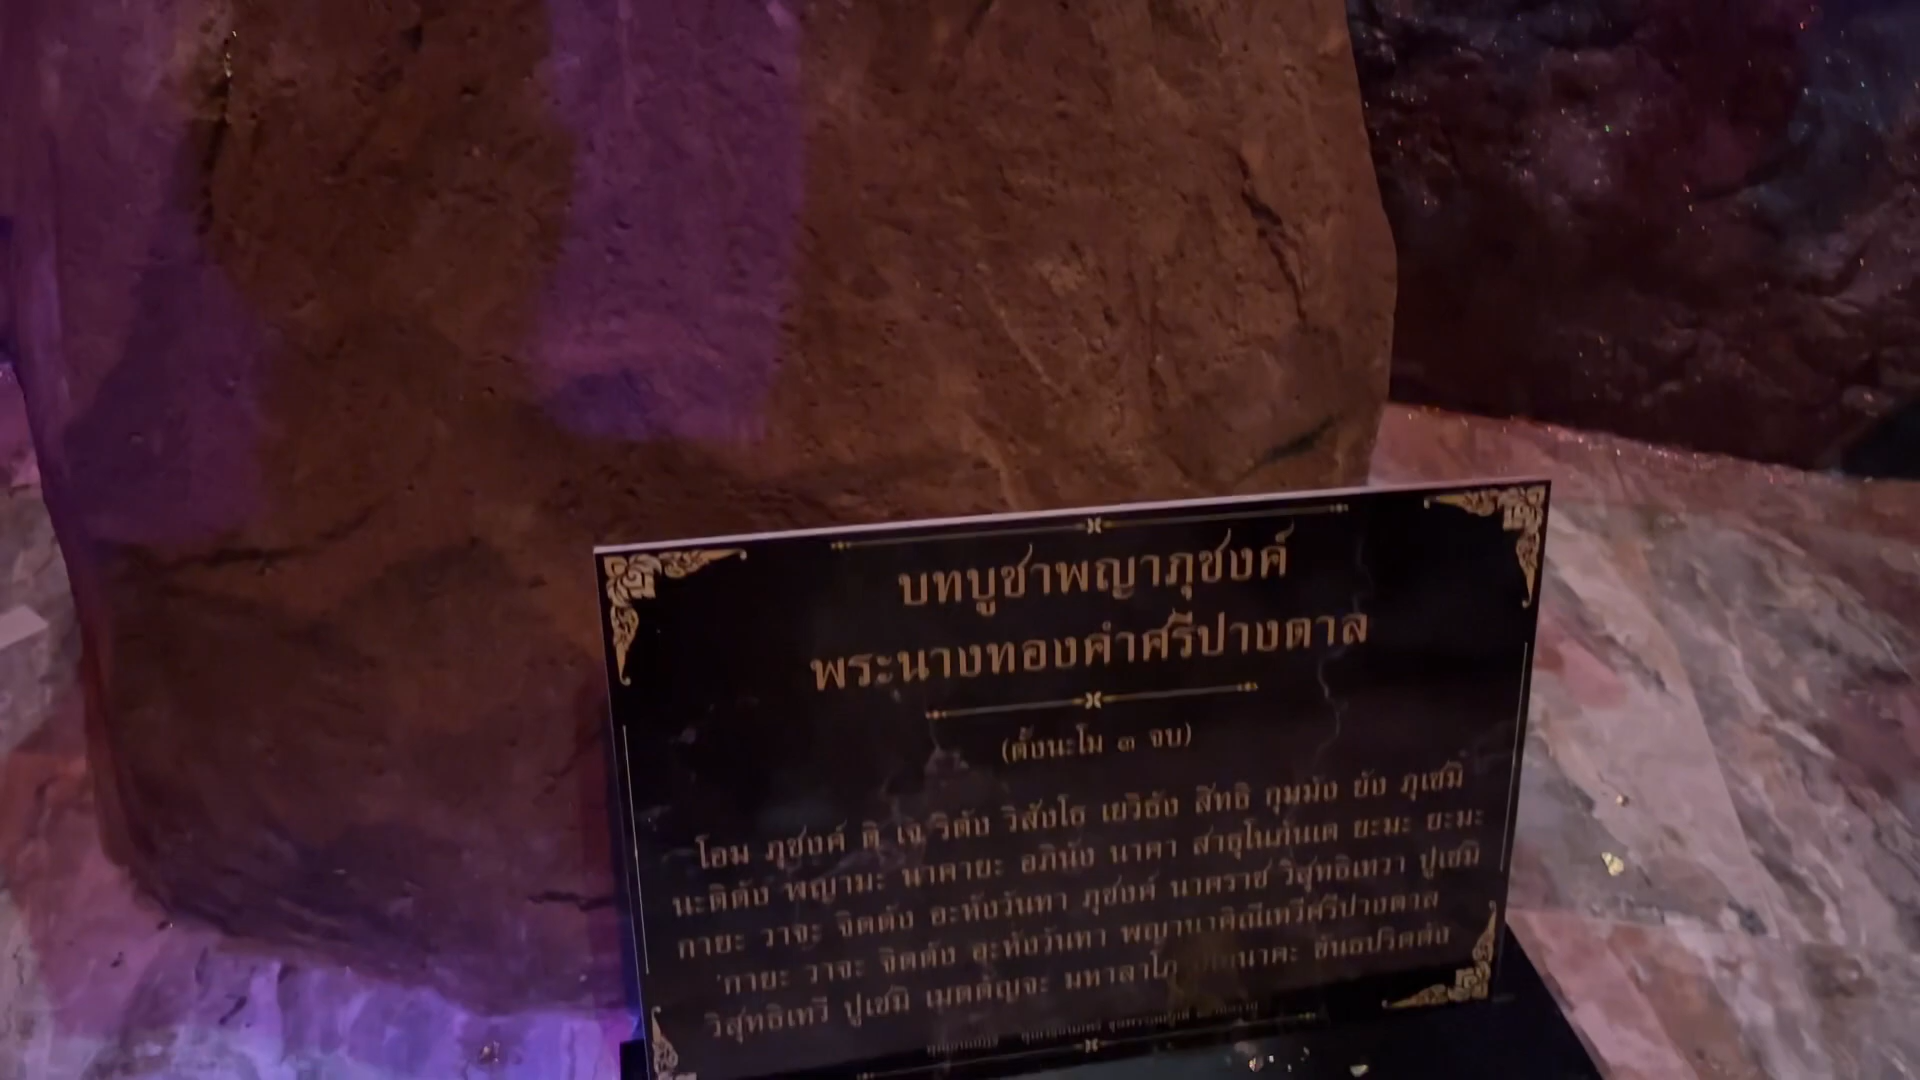 บทบูชาพญาภุชงค์
พระนางทองคำศรีปางตาล
(ตั้งนะโม ๓ จบ)
โอม ภุชงค์ ติ เจ วิตัง วิสังโธ เยวิธัง สิทธิ กุมมัง ยัง ภุเชมิ
นะติตัง พญามะ นาคายะ อภินัง นาคา สาธุโนภันเต ยะมะ ยะมะ
กายะ วาจะ จิตตัง อะหังวันทา ภุชงค์ นาคราช วิสุทธิเทวา ปูเชมิ
กายะ วาจะ จิตตัง อะหังวันทา พญานาคิณีเทวีศรีปางตาล
วิสุทธิเทวี ปูเชมิ เมตตัญจะ มหาลาโภ ขันธปริตตัง